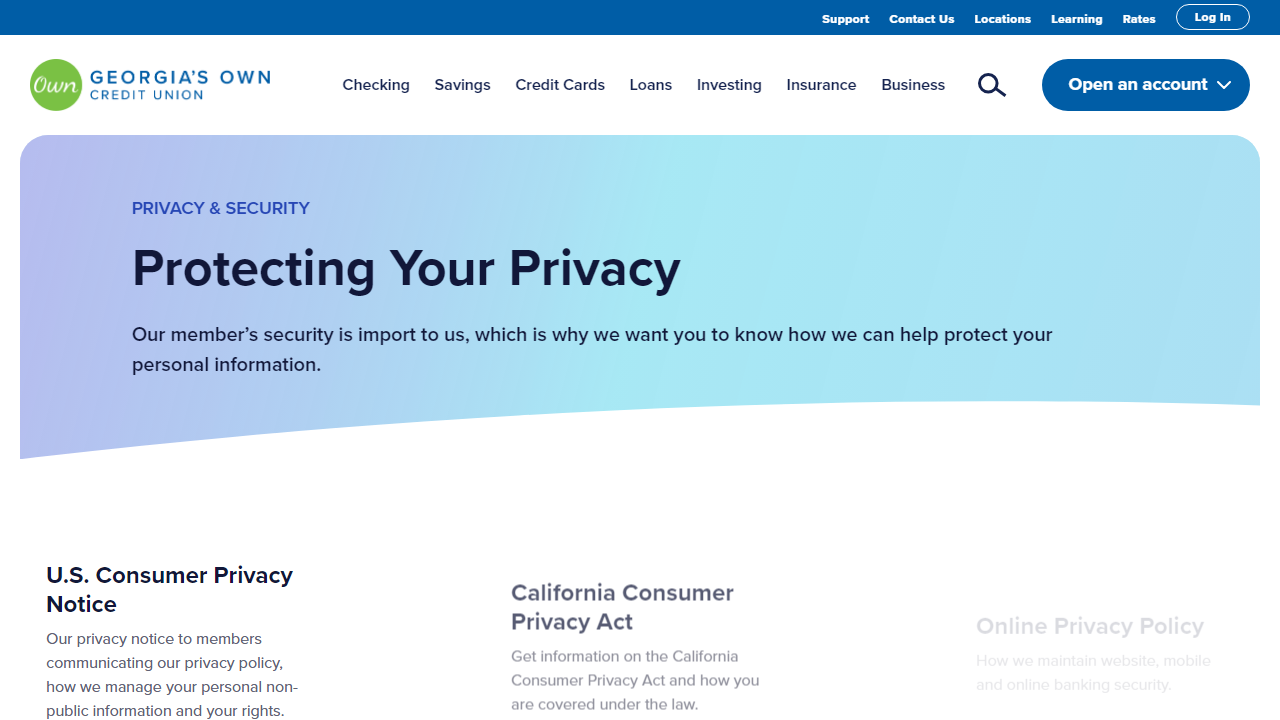 Support Contact Us Locations Learning Rates Log In
Own GEORGIA'S OWN
CREDIT UNION
Checking Savings Credit Cards Loans Investing Insurance Business Open an account
PRIVACY & SECURITY
Protecting Your Privacy
Our member’s security is import to us, which is why we want you to know how we can help protect your
personal information.
U.S. Consumer Privacy
Notice
Our privacy notice to members
communicating our privacy policy,
how we manage your personal non-
public information and your rights.
California Consumer
Privacy Act
Get information on the California
Consumer Privacy Act and how you
are covered under the law.
Online Privacy Policy
How we maintain website, mobile
and online banking security.